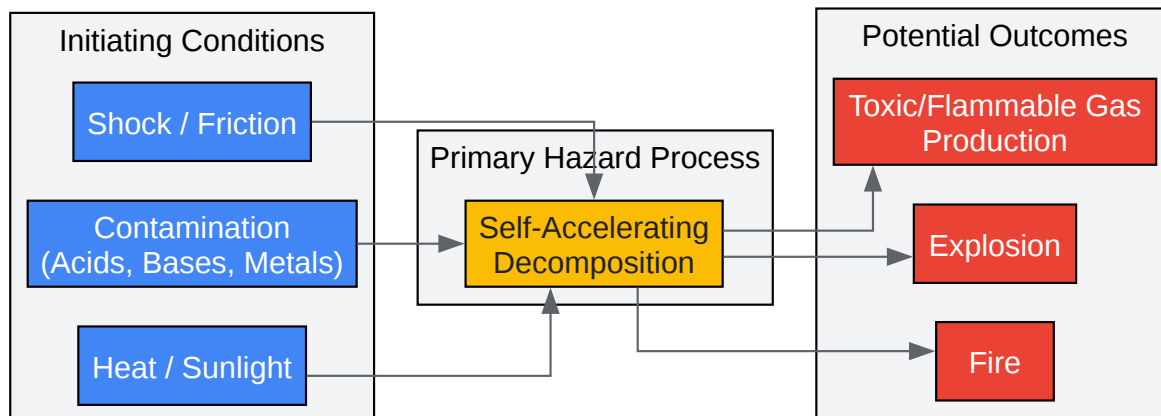 Initiating Conditions
Shock / Friction
Contamination
(Acids, Bases, Metals)
Heat / Sunlight
Primary Hazard Process
Self-Accelerating
Decomposition
Potential Outcomes
Toxic/Flammable Gas
Production
Explosion
Fire